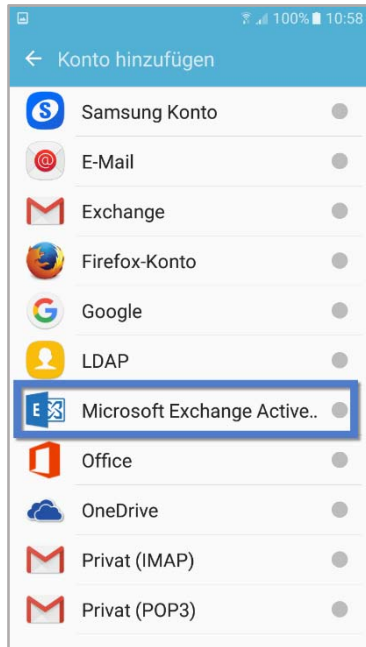 100% 10:58
Konto hinzufügen
Samsung Konto
E-Mail
Exchange
Firefox-Konto
Google
LDAP
Microsoft Exchange Active..
Office
OneDrive
Privat (IMAP)
Privat (POP3)